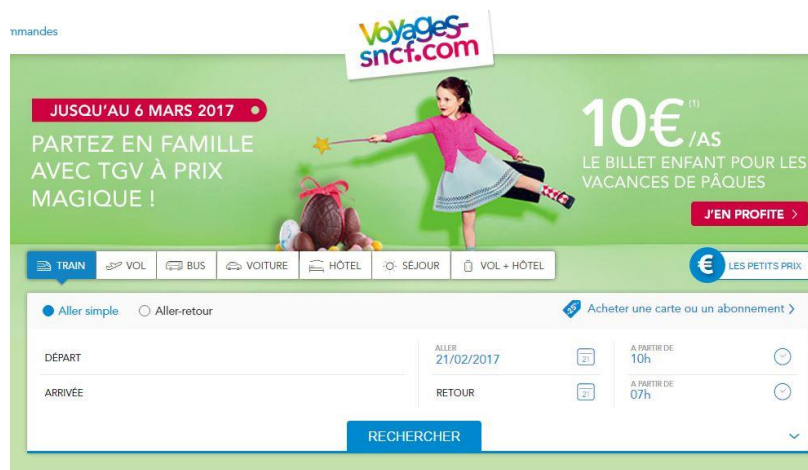 mmandes
Voyages-
sncf.com
JUSQU'AU 6 MARS 2017
PARTEZ EN FAMILLE
AVEC TGV À PRIX
MAGIQUE !
10€ (1) /AS
LE BILLET ENFANT POUR LES
VACANCES DE PÂQUES
J'EN PROFITE >
TRAIN VOL BUS VOITURE HÔTEL SÉJOUR VOL + HÔTEL
€ LES PETITS PRIX
Aller simple Aller-retour
Acheter une carte ou un abonnement >
DÉPART
ALLER
21/02/2017
21
A PARTIR DE
10h
ARRIVÉE
RETOUR
21
A PARTIR DE
07h
RECHERCHER